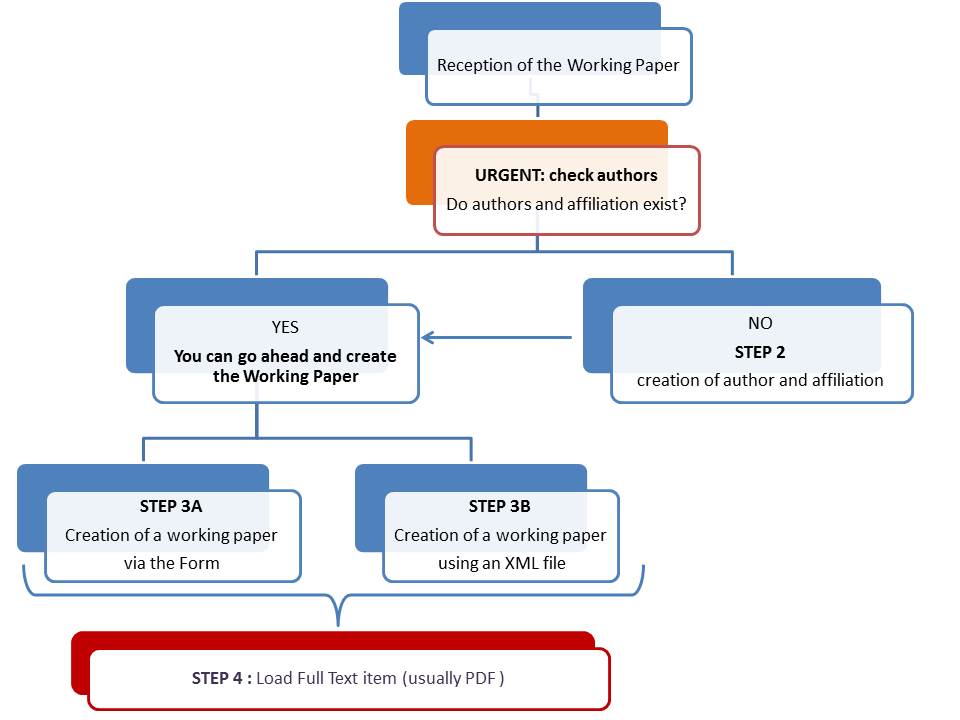 Reception of the Working Paper
URGENT: check authors
Do authors and affiliation exist?
YES
You can go ahead and create
the Working Paper
NO
STEP 2
creation of author and affiliation
STEP 3A
Creation of a working paper
via the Form
STEP 3B
Creation of a working paper
using an XML file
STEP 4 : Load Full Text item (usually PDF )